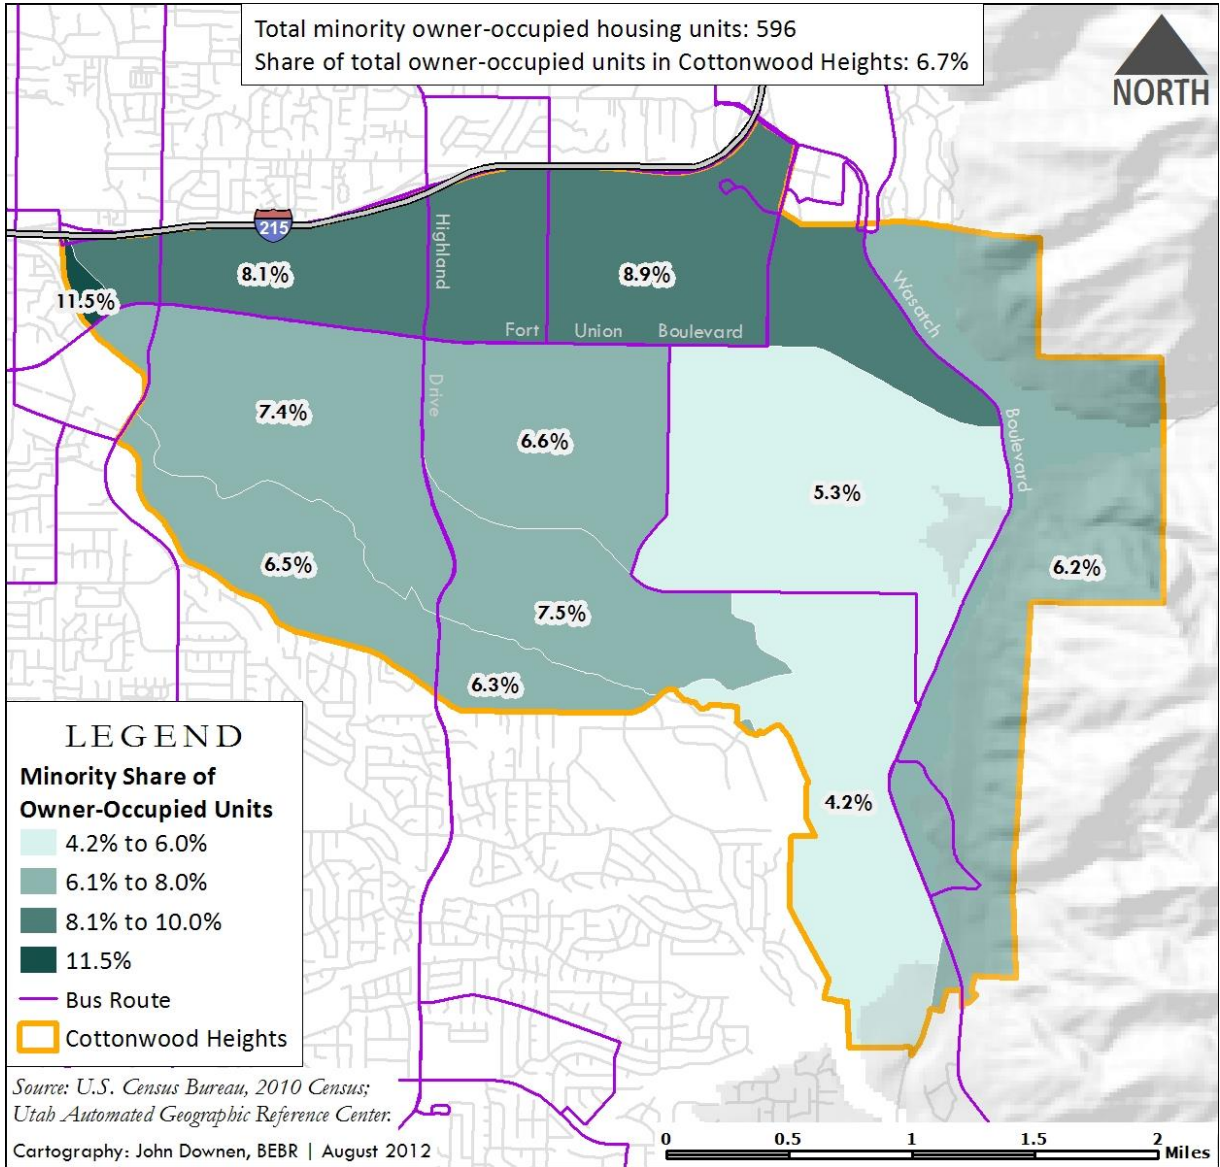 Total minority owner-occupied housing units: 596
Share of total owner-occupied units in Cottonwood Heights: 6.7%
NORTH
215
Highland
8.1%
8.9%
11.5%
Wasatch
Fort Union Boulevard
Drive
7.4%
6.6%
Boulevard
5.3%
6.5%
6.2%
7.5%
6.3%
4.2%
LEGEND
Minority Share of
Owner-Occupied Units
4.2% to 6.0%
6.1% to 8.0%
8.1% to 10.0%
11.5%
Bus Route
Cottonwood Heights
Source: U.S. Census Bureau, 2010 Census;
Utah Automated Geographic Reference Center.
Cartography: John Downen, BEBR | August 2012
0 0.5 1 1.5 2
Miles